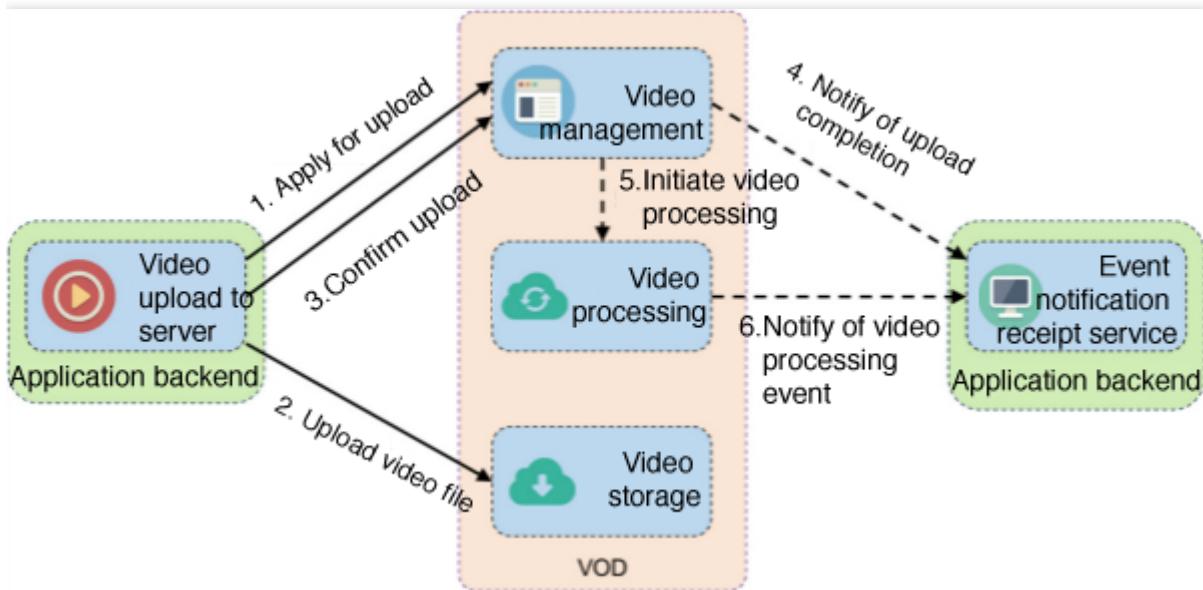 1. Apply for upload
3.Confirm upload
2. Upload video file
Video
upload to
server
Application backend
Video
management
5.Initiate video
processing
Video
processing
Video
storage
VOD
4. Notify of upload
completion
6.Notify of video
processing
event
Event
notification
receipt service
Application backend